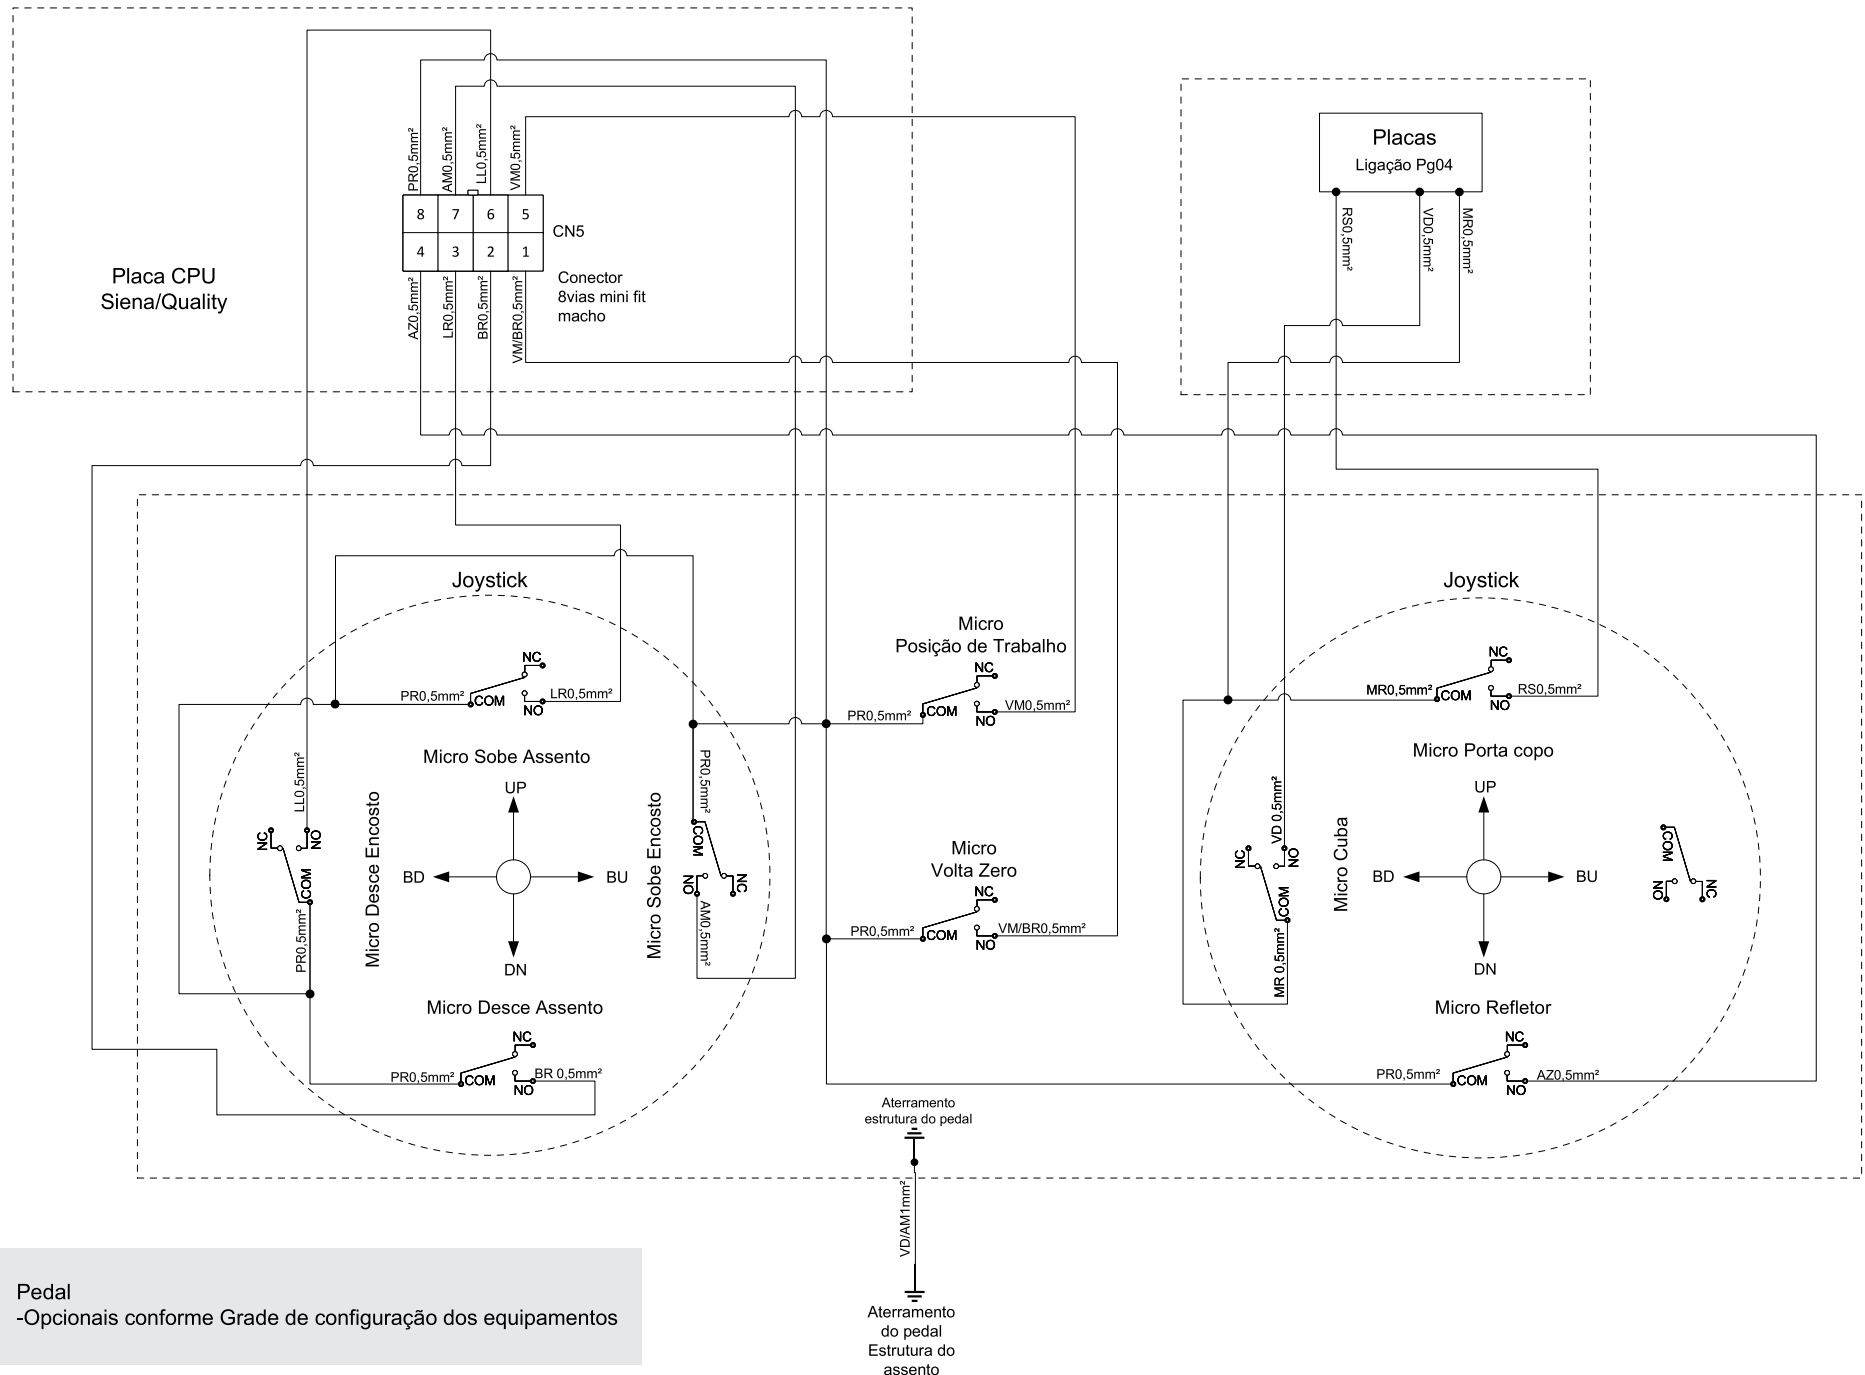 PR0,5mm²
AM0,5mm²
LL0,5mm²
VM0,5mm²
8
7
6
5
4
3
2
1
CN5
Conector
8vias mini fit
macho
AZ0,5mm²
LR0,5mm²
BR0,5mm²
VM/BR0,5mm²
Placa CPU
Siena/Quality
Placas
Ligação Pg04
RS0,5mm²
VD0,5mm²
MR0,5mm²
Joystick
NC
PR0,5mm²
COM
LR0,5mm²
NO
Micro Sobe Assento
LL0,5mm²
NC
NO
COM
PR0,5mm²
Micro Desce Encosto
UP
BD
BU
DN
Micro Sobe Encosto
PR0,5mm²
COM
NO
NC
AM0,5mm²
Micro Desce Assento
NC
PR0,5mm²
COM
BR 0,5mm²
NO
Micro
Posição de Trabalho
NC
PR0,5mm²
COM
VM0,5mm²
NO
Micro
Volta Zero
NC
PR0,5mm²
COM
VM/BR0,5mm²
NO
Joystick
NC
MR0,5mm²
COM
RS0,5mm²
NO
Micro Porta copo
VD 0,5mm²
NC
NO
COM
MR 0,5mm²
Micro Cuba
UP
BD
BU
DN
COM
NO
NC
Micro Refletor
NC
PR0,5mm²
COM
AZ0,5mm²
NO
Aterramento
estrutura do pedal
VD/AM1mm²
Aterramento
do pedal
Estrutura do
assento
Pedal
-Opcionais conforme Grade de configuração dos equipamentos